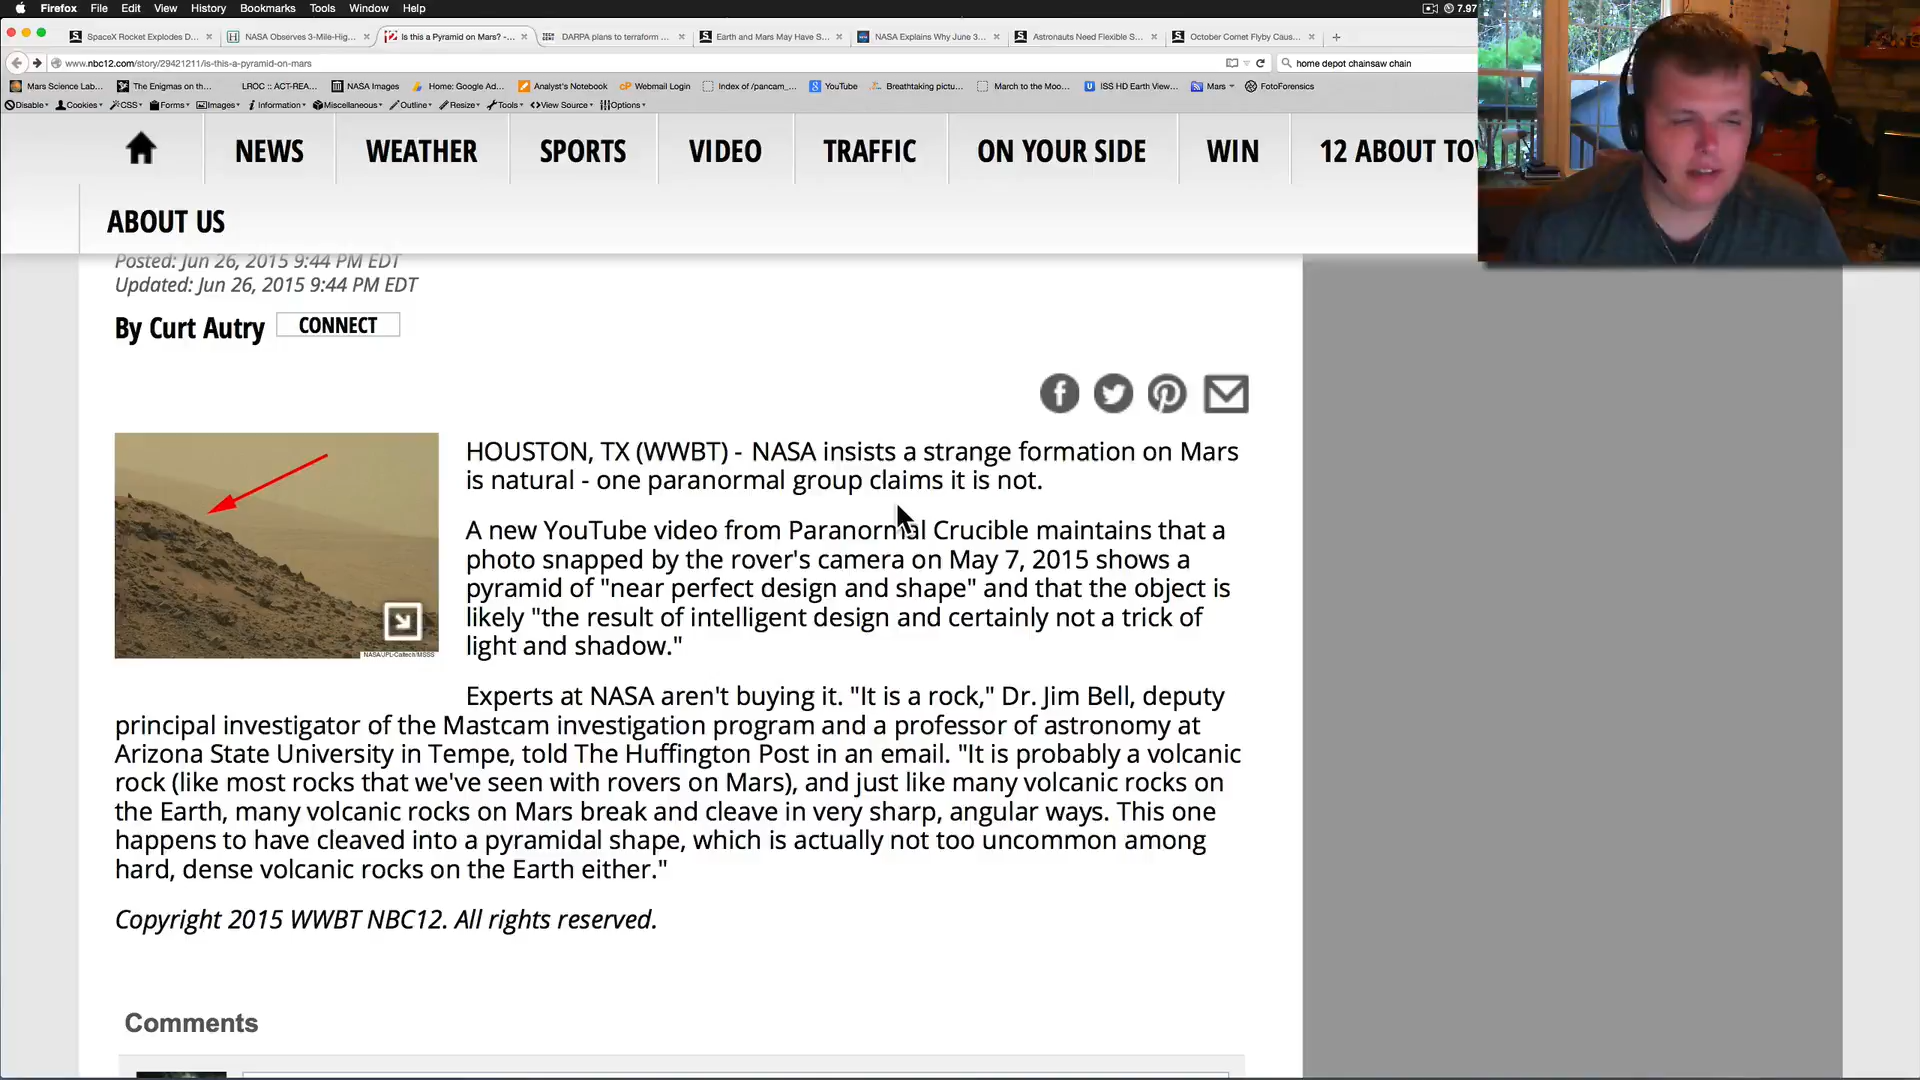 Firefox File Edit View History Bookmarks Tools Window Help 7.97
SpaceX Rocket Explodes D... NASA Observes 3-Mile-Hig... Is this a Pyramid on Mars? -... DARPA plans to terraform ... Earth and Mars May Have S... NASA Explains Why June 3... Astronauts Need Flexible S... October Comet Flyby Caus...
www.nbc12.com/story/29421211/is-this-a-pyramid-on-mars home depot chainsaw chain
Mars Science Lab... The Enigmas on th... LROC :: ACT-REA... NASA Images Home: Google Ad... Analyst's Notebook Webmail Login Index of /pancam_... YouTube Breathtaking pictu... March to the Moo... ISS HD Earth View... Mars FotoForensics
Disable Cookies CSS Forms Images Information Miscellaneous Outline Resize Tools View Source Options
NEWS WEATHER SPORTS VIDEO TRAFFIC ON YOUR SIDE WIN 12 ABOUT TO
ABOUT US
Posted: Jun 26, 2015 9:44 PM EDT
Updated: Jun 26, 2015 9:44 PM EDT
By Curt Autry CONNECT
HOUSTON, TX (WWBT) - NASA insists a strange formation on Mars
is natural - one paranormal group claims it is not.
A new YouTube video from Paranormal Crucible maintains that a
photo snapped by the rover's camera on May 7, 2015 shows a
pyramid of "near perfect design and shape" and that the object is
likely "the result of intelligent design and certainly not a trick of
light and shadow."
NASA/JPL-Caltech/MSSS
Experts at NASA aren't buying it. "It is a rock," Dr. Jim Bell, deputy
principal investigator of the Mastcam investigation program and a professor of astronomy at
Arizona State University in Tempe, told The Huffington Post in an email. "It is probably a volcanic
rock (like most rocks that we've seen with rovers on Mars), and just like many volcanic rocks on
the Earth, many volcanic rocks on Mars break and cleave in very sharp, angular ways. This one
happens to have cleaved into a pyramidal shape, which is actually not too uncommon among
hard, dense volcanic rocks on the Earth either."
Copyright 2015 WWBT NBC12. All rights reserved.
Comments